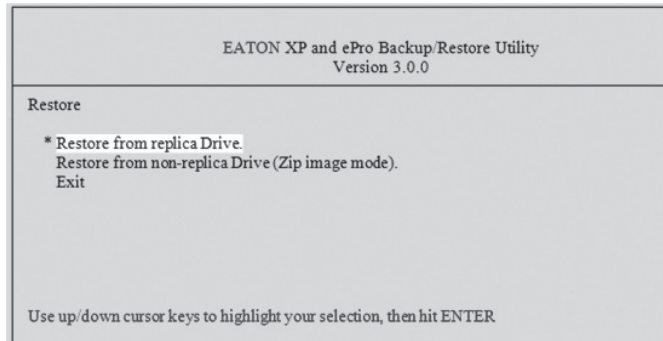 EATON XP and ePro Backup/Restore Utility
Version 3.0.0
Restore
* Restore from replica Drive.
Restore from non-replica Drive (Zip image mode).
Exit
Use up/down cursor keys to highlight your selection, then hit ENTER